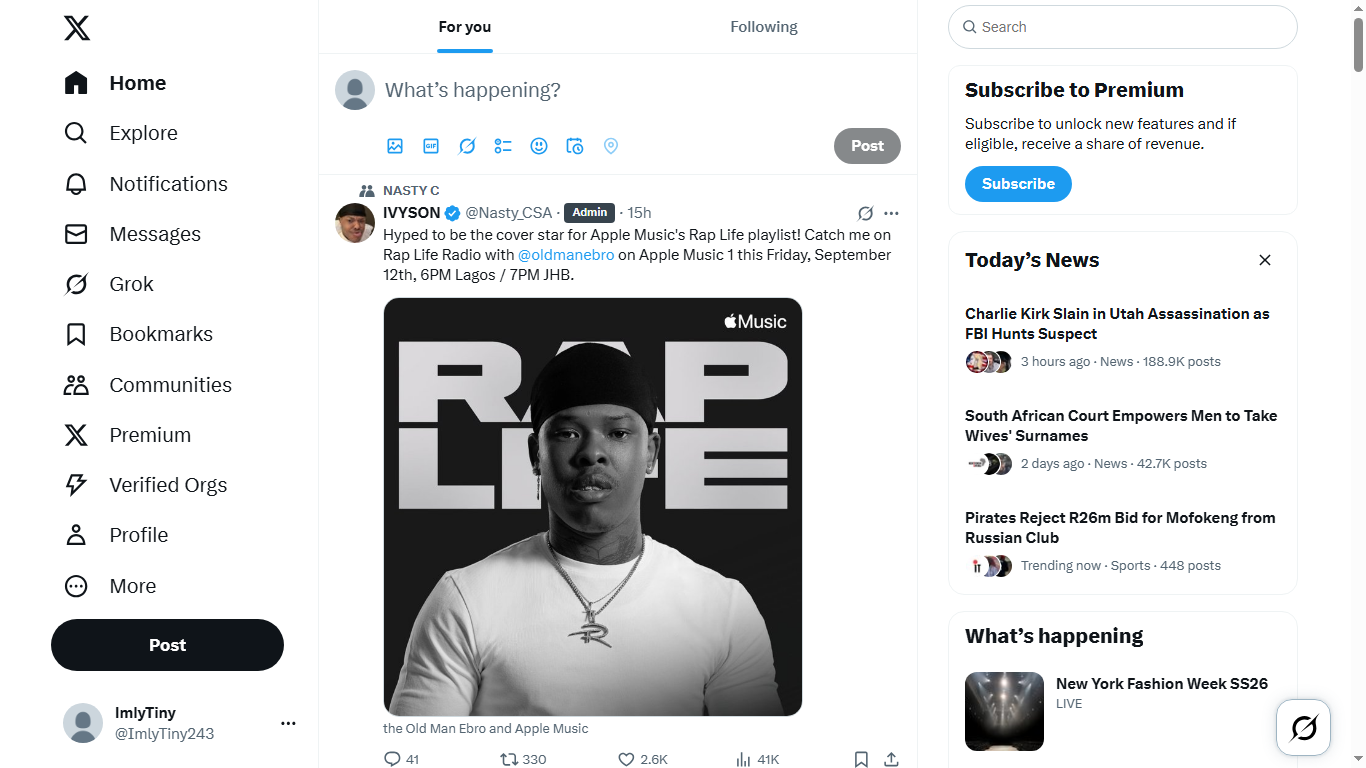 Home
Explore
Notifications
Messages
Grok
Bookmarks
Communities
Premium
Verified Orgs
Profile
More
Post
ImlyTiny
@ImlyTiny243
For you
Following
What's happening?
GIF
Post
NASTY C
IVYSON @Nasty_CSA · Admin · 15h
Hyped to be the cover star for Apple Music's Rap Life playlist! Catch me on
Rap Life Radio with @oldmanebro on Apple Music 1 this Friday, September
12th, 6PM Lagos / 7PM JHB.
Music
RAP
LIFE
the Old Man Ebro and Apple Music
41 330 2.6K 41K
Search
Subscribe to Premium
Subscribe to unlock new features and if
eligible, receive a share of revenue.
Subscribe
Today's News
Charlie Kirk Slain in Utah Assassination as
FBI Hunts Suspect
3 hours ago · News · 188.9K posts
South African Court Empowers Men to Take
Wives' Surnames
2 days ago · News · 42.7K posts
Pirates Reject R26m Bid for Mofokeng from
Russian Club
Trending now · Sports · 448 posts
What's happening
New York Fashion Week SS26
LIVE